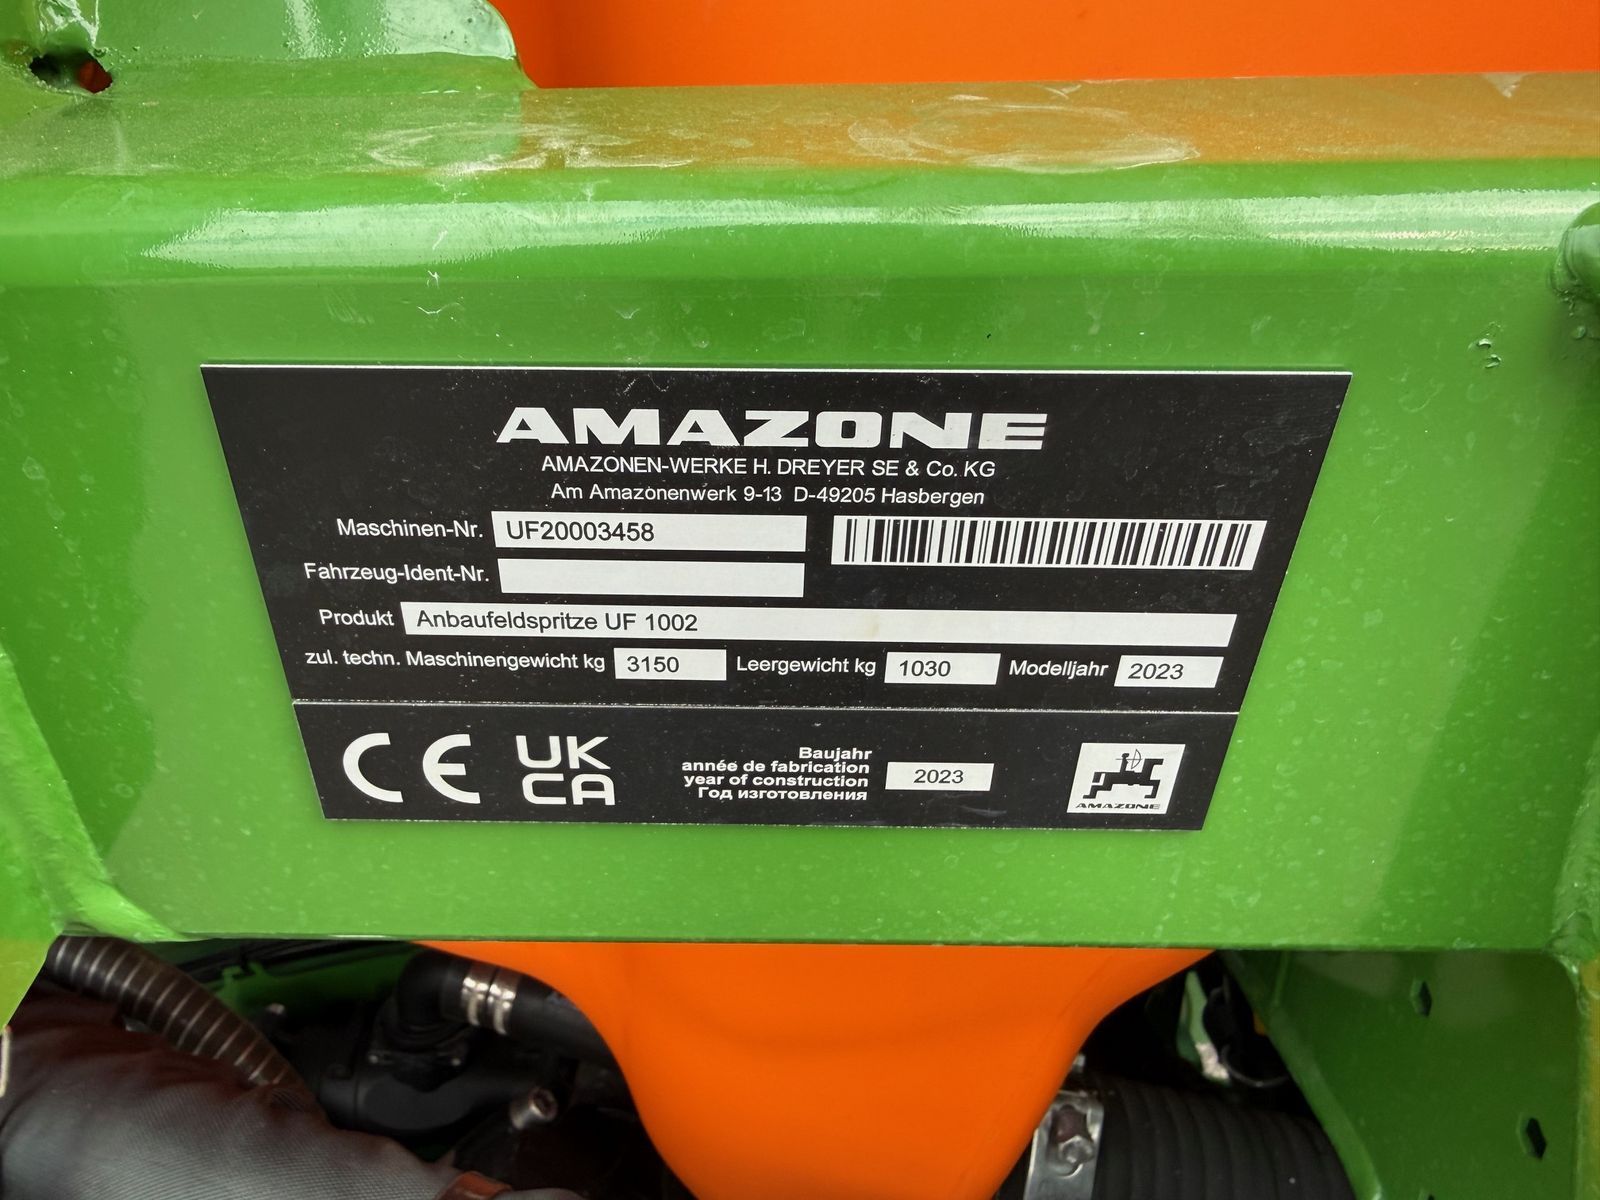 AMAZONE
AMAZONEN-WERKE H. DREYER SE & Co. KG
Am Amazonenwerk 9-13 D-49205 Hasbergen
Maschinen-Nr. UF20003458
Fahrzeug-Ident-Nr.
Produkt Anbaufeldspritze UF 1002
zul. techn. Maschinengewicht kg 3150 Leergewicht kg 1030 Modelljahr 2023
CE UK
CA
Baujahr
année de fabrication
year of construction 2023
Год изготовления
AMAZONE